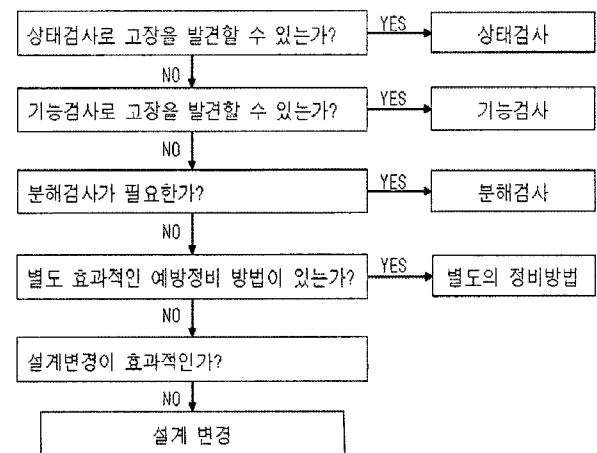 상태검사로 고장을 발견할 수 있는가?
YES
상태검사
NO
기능검사로 고장을 발견할 수 있는가?
YES
기능검사
NO
분해검사가 필요한가?
YES
분해검사
NO
별도 효과적인 예방정비 방법이 있는가?
YES
별도의 정비방법
NO
설계변경이 효과적인가?
NO
설계 변경